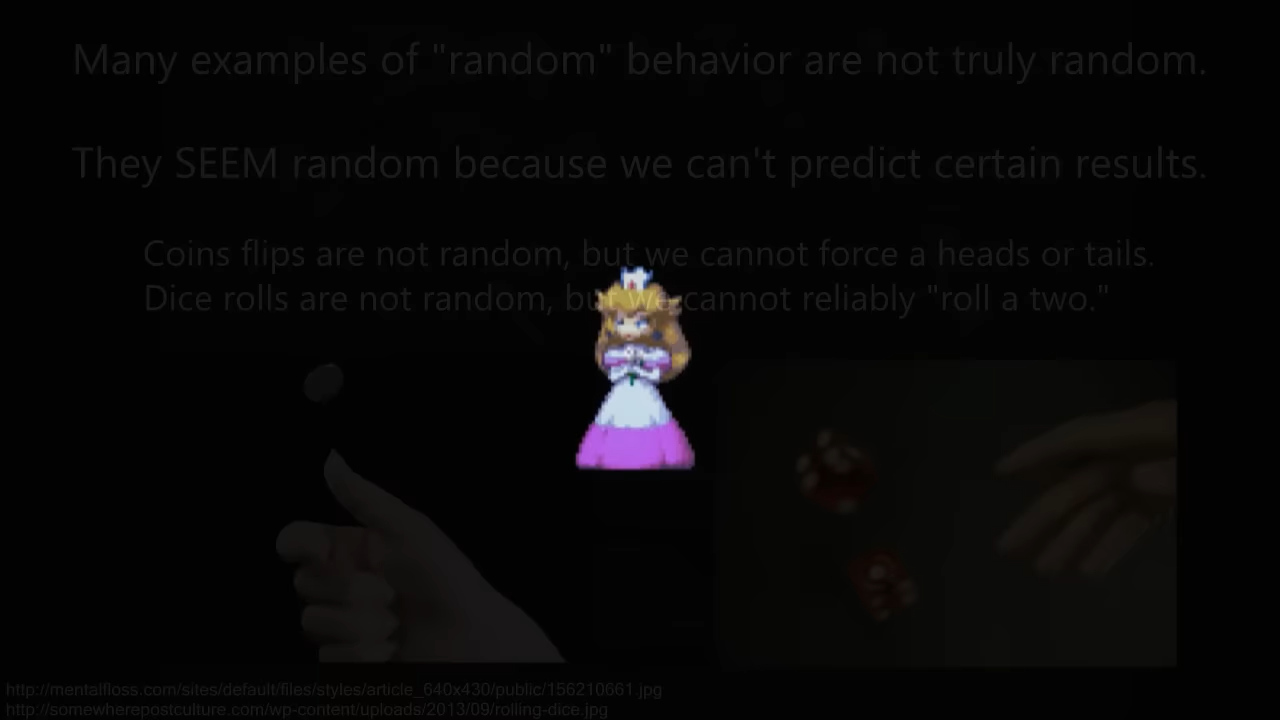 Many examples of "random" behavior are not truly random.
They SEEM random because we can't predict certain results.
Coins flips are not random, but we cannot force a heads or tails.
Dice rolls are not random, but we cannot reliably "roll a two."
http://mentalfloss.com/sites/default/files/styles/article_640x430/public/156210661.jpg
http://somewherepostculture.com/wp-content/uploads/2013/09/rolling-dice.jpg